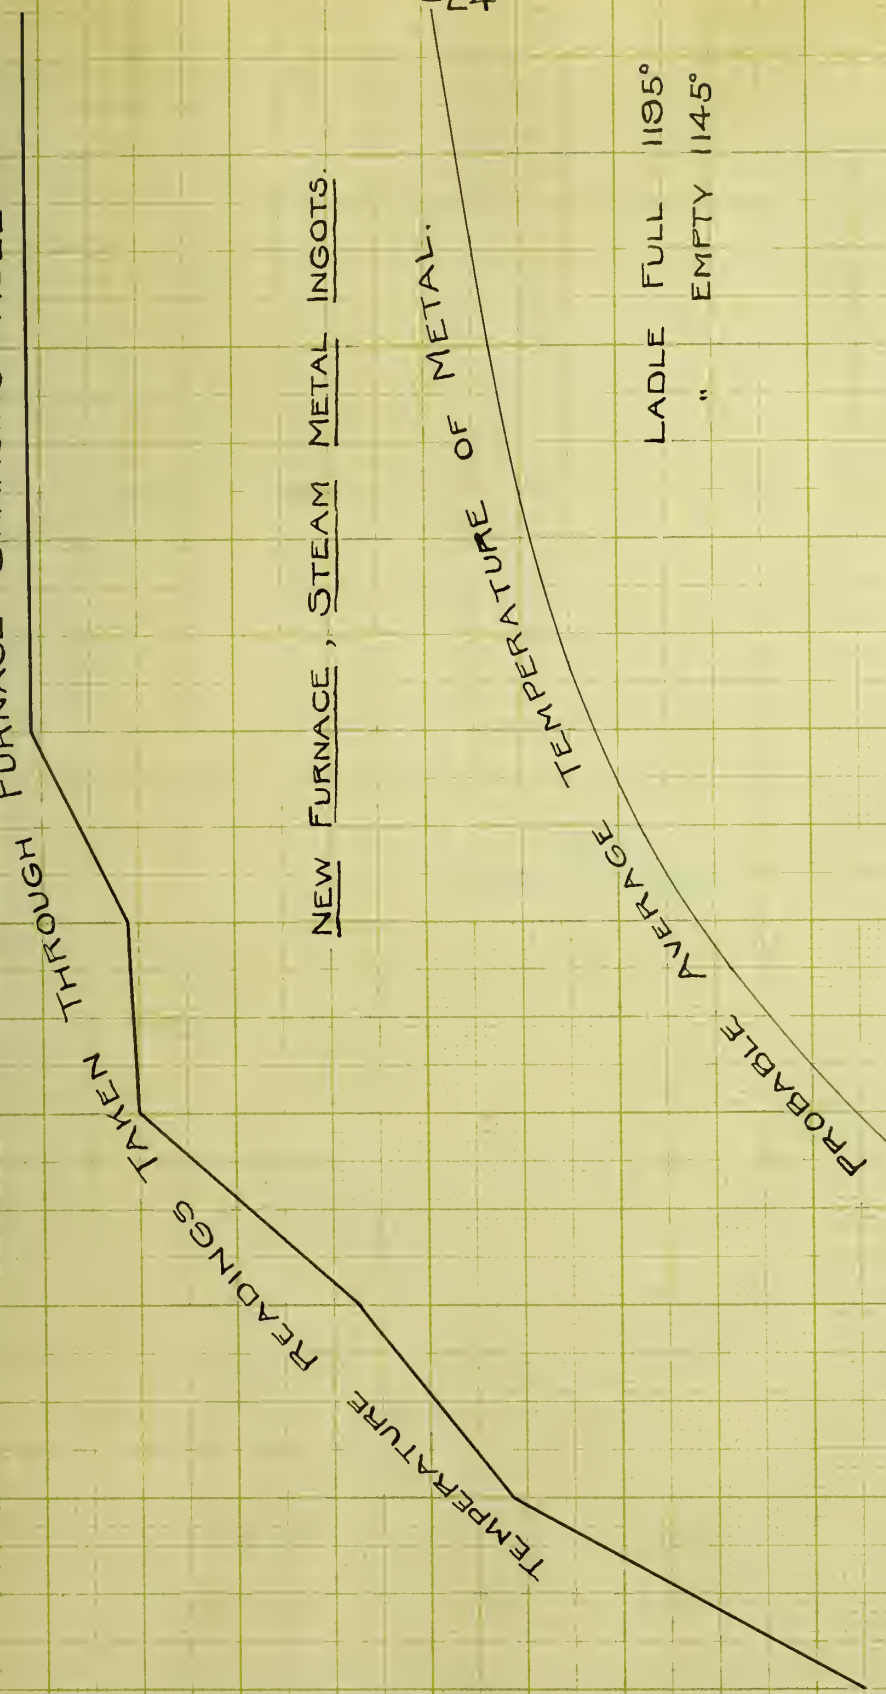 TEMPERATURE READINGS TAKEN THROUGH FURNACE
NEW FURNACE, STEAM METAL INGOTS.
PROBABLE AVERAGE TEMPERATURE OF METAL.
LADLE FULL 1195°
" EMPTY 1145°